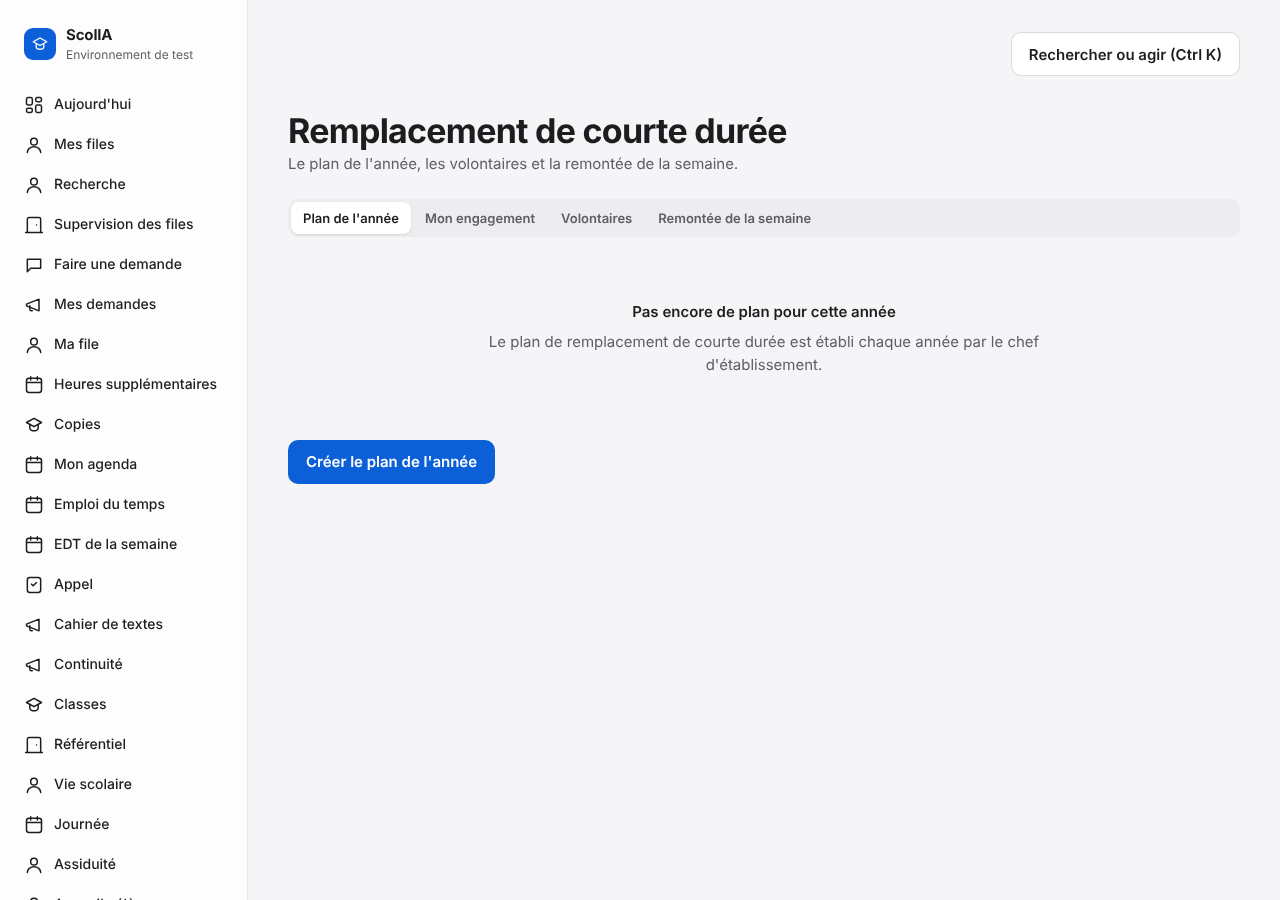 ScolIA
Environnement de test
Aujourd'hui
Mes files
Recherche
Supervision des files
Faire une demande
Mes demandes
Ma file
Heures supplémentaires
Copies
Mon agenda
Emploi du temps
EDT de la semaine
Appel
Cahier de textes
Continuité
Classes
Référentiel
Vie scolaire
Journée
Assiduité
Rechercher ou agir (Ctrl K)
Remplacement de courte durée
Le plan de l'année, les volontaires et la remontée de la semaine.
Plan de l'année Mon engagement Volontaires Remontée de la semaine
Pas encore de plan pour cette année
Le plan de remplacement de courte durée est établi chaque année par le chef
d'établissement.
Créer le plan de l'année